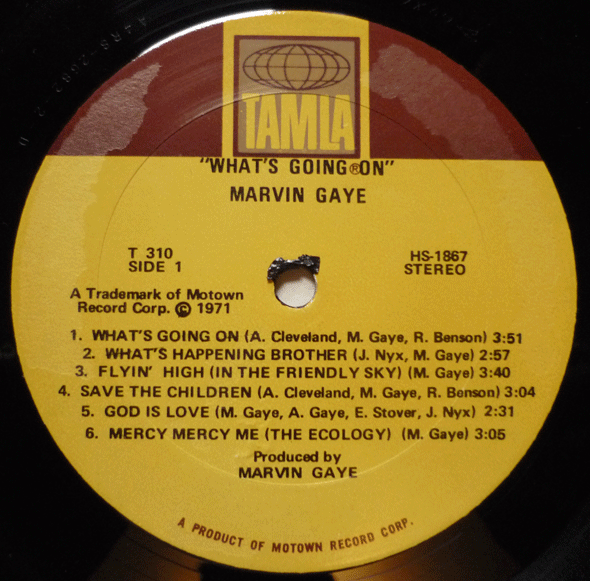 TAMLA
"WHAT'S GOING ® ON"
MARVIN GAYE
T 310
SIDE 1
HS-1867
STEREO
A Trademark of Motown
Record Corp. ℗ 1971
1. WHAT'S GOING ON (A. Cleveland, M. Gaye, R. Benson) 3:51
2. WHAT'S HAPPENING BROTHER (J. Nyx, M. Gaye) 2:57
3. FLYIN' HIGH (IN THE FRIENDLY SKY) (M. Gaye) 3:40
4. SAVE THE CHILDREN (A. Cleveland, M. Gaye, R. Benson) 3:04
5. GOD IS LOVE (M. Gaye, A. Gaye, E. Stover, J. Nyx) 2:31
6. MERCY MERCY ME (THE ECOLOGY) (M. Gaye) 3:05
Produced by
MARVIN GAYE
A PRODUCT OF MOTOWN RECORD CORP.